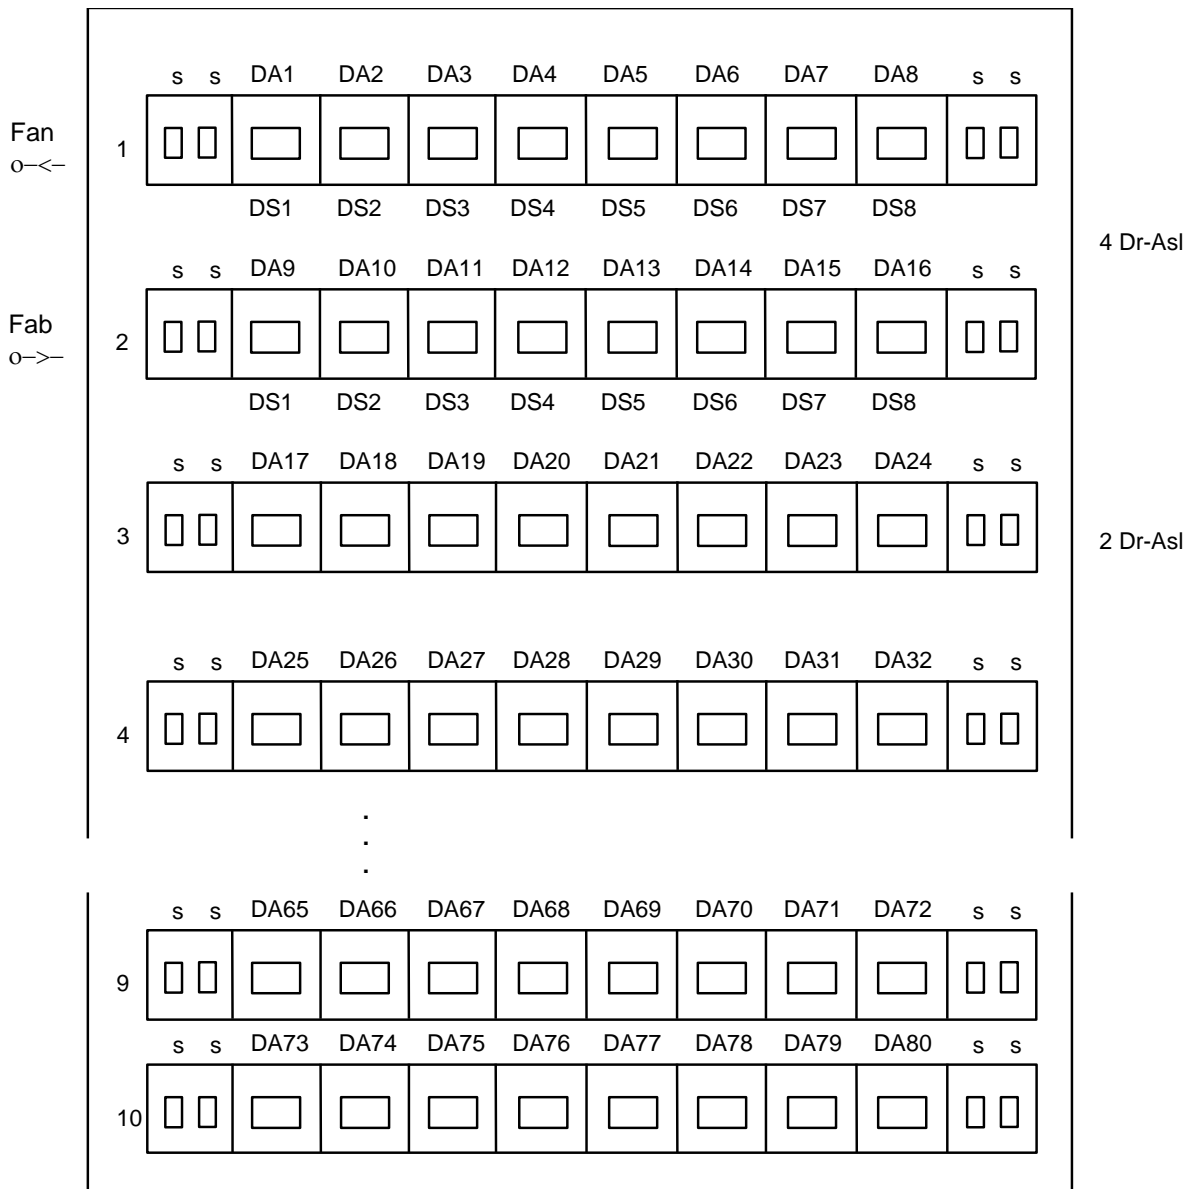 s s DA1 DA2 DA3 DA4 DA5 DA6 DA7 DA8 s s
Fan
o–<–
1
DS1 DS2 DS3 DS4 DS5 DS6 DS7 DS8
4 Dr-Asl
s s DA9 DA10 DA11 DA12 DA13 DA14 DA15 DA16 s s
Fab
o–>–
2
DS1 DS2 DS3 DS4 DS5 DS6 DS7 DS8
s s DA17 DA18 DA19 DA20 DA21 DA22 DA23 DA24 s s
3
2 Dr-Asl
s s DA25 DA26 DA27 DA28 DA29 DA30 DA31 DA32 s s
4
.
.
.
s s DA65 DA66 DA67 DA68 DA69 DA70 DA71 DA72 s s
9
s s DA73 DA74 DA75 DA76 DA77 DA78 DA79 DA80 s s
10